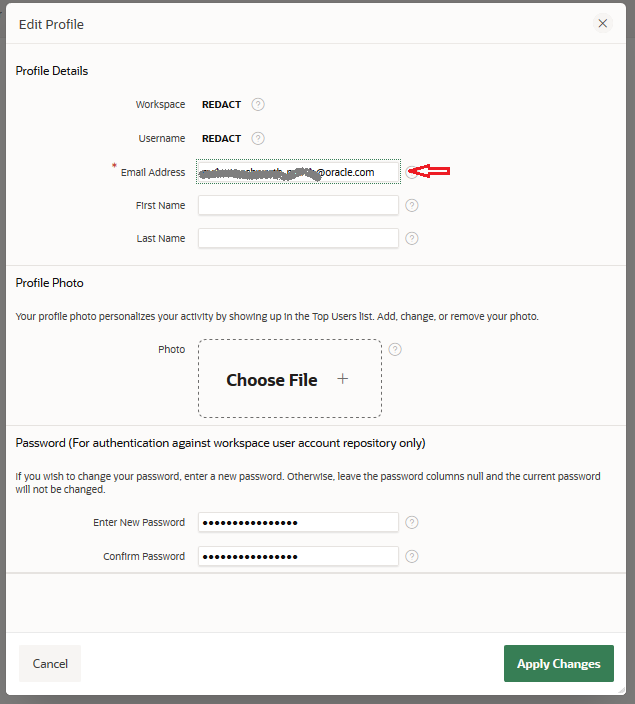 Edit Profile
Profile Details
Workspace REDACT ?
Username REDACT ?
* Email Address @oracle.com
First Name ?
Last Name ?
Profile Photo
Your profile photo personalizes your activity by showing up in the Top Users list. Add, change, or remove your photo.
Photo ?
Choose File +
Password (For authentication against workspace user account repository only)
If you wish to change your password, enter a new password. Otherwise, leave the password columns null and the current password
will not be changed.
Enter New Password •••••••••••••••• ?
Confirm Password •••••••••••••••• ?
Cancel Apply Changes